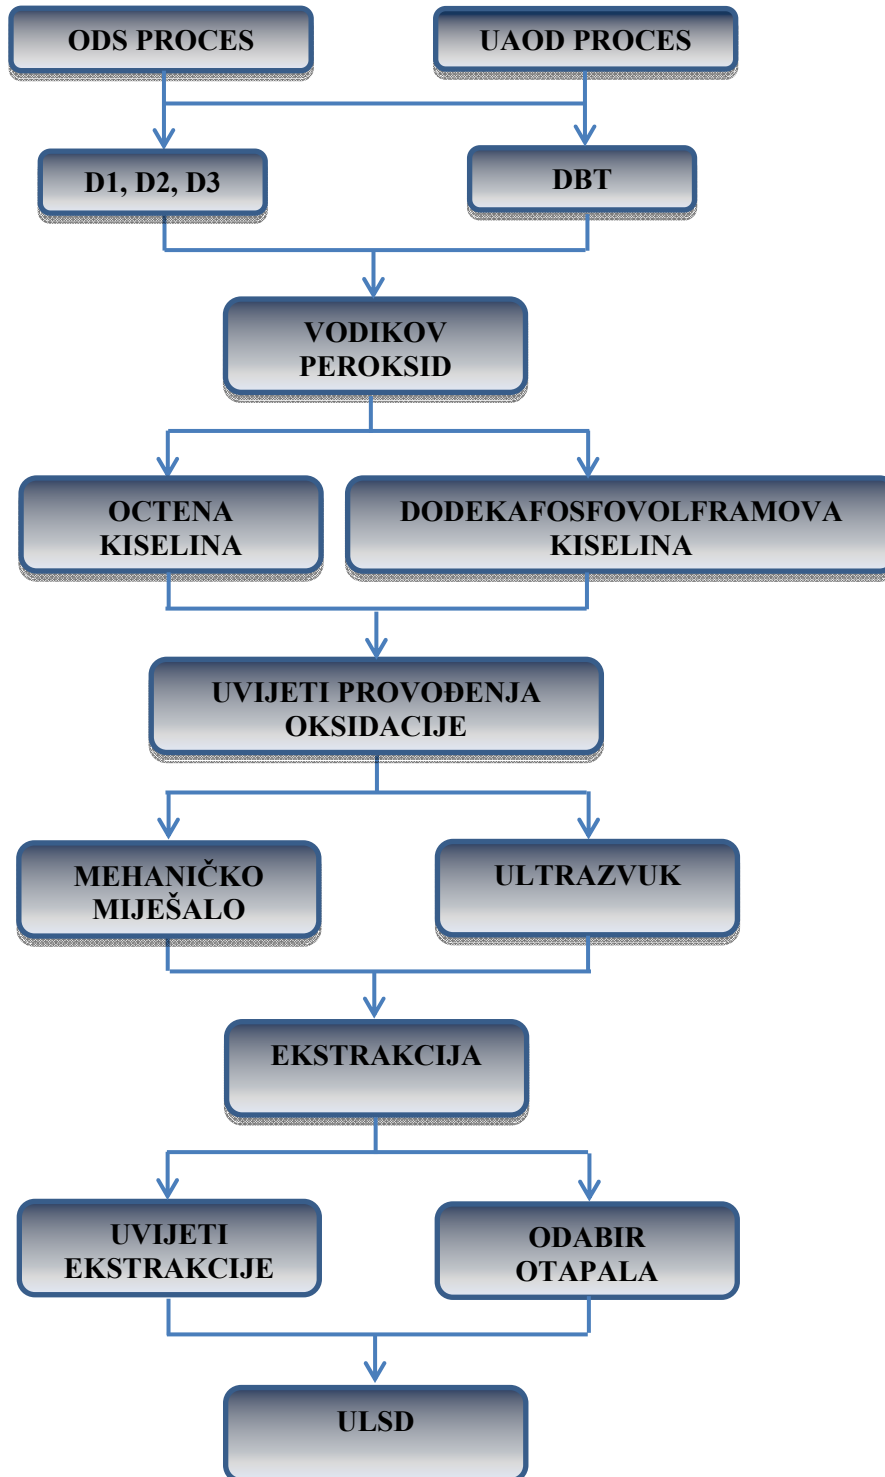 ODS PROCES
UAOD PROCES
D1, D2, D3
DBT
VODIKOV
PEROKSID
OCTENA
KISELINA
DODEKAFOSFOVOLFRAMOVA
KISELINA
UVIJETI PROVOĐENJA
OKSIDACIJE
MEHANIČKO
MIJEŠALO
ULTRAZVUK
EKSTRAKCIJA
UVIJETI
EKSTRAKCIJE
ODABIR
OTAPALA
ULSD